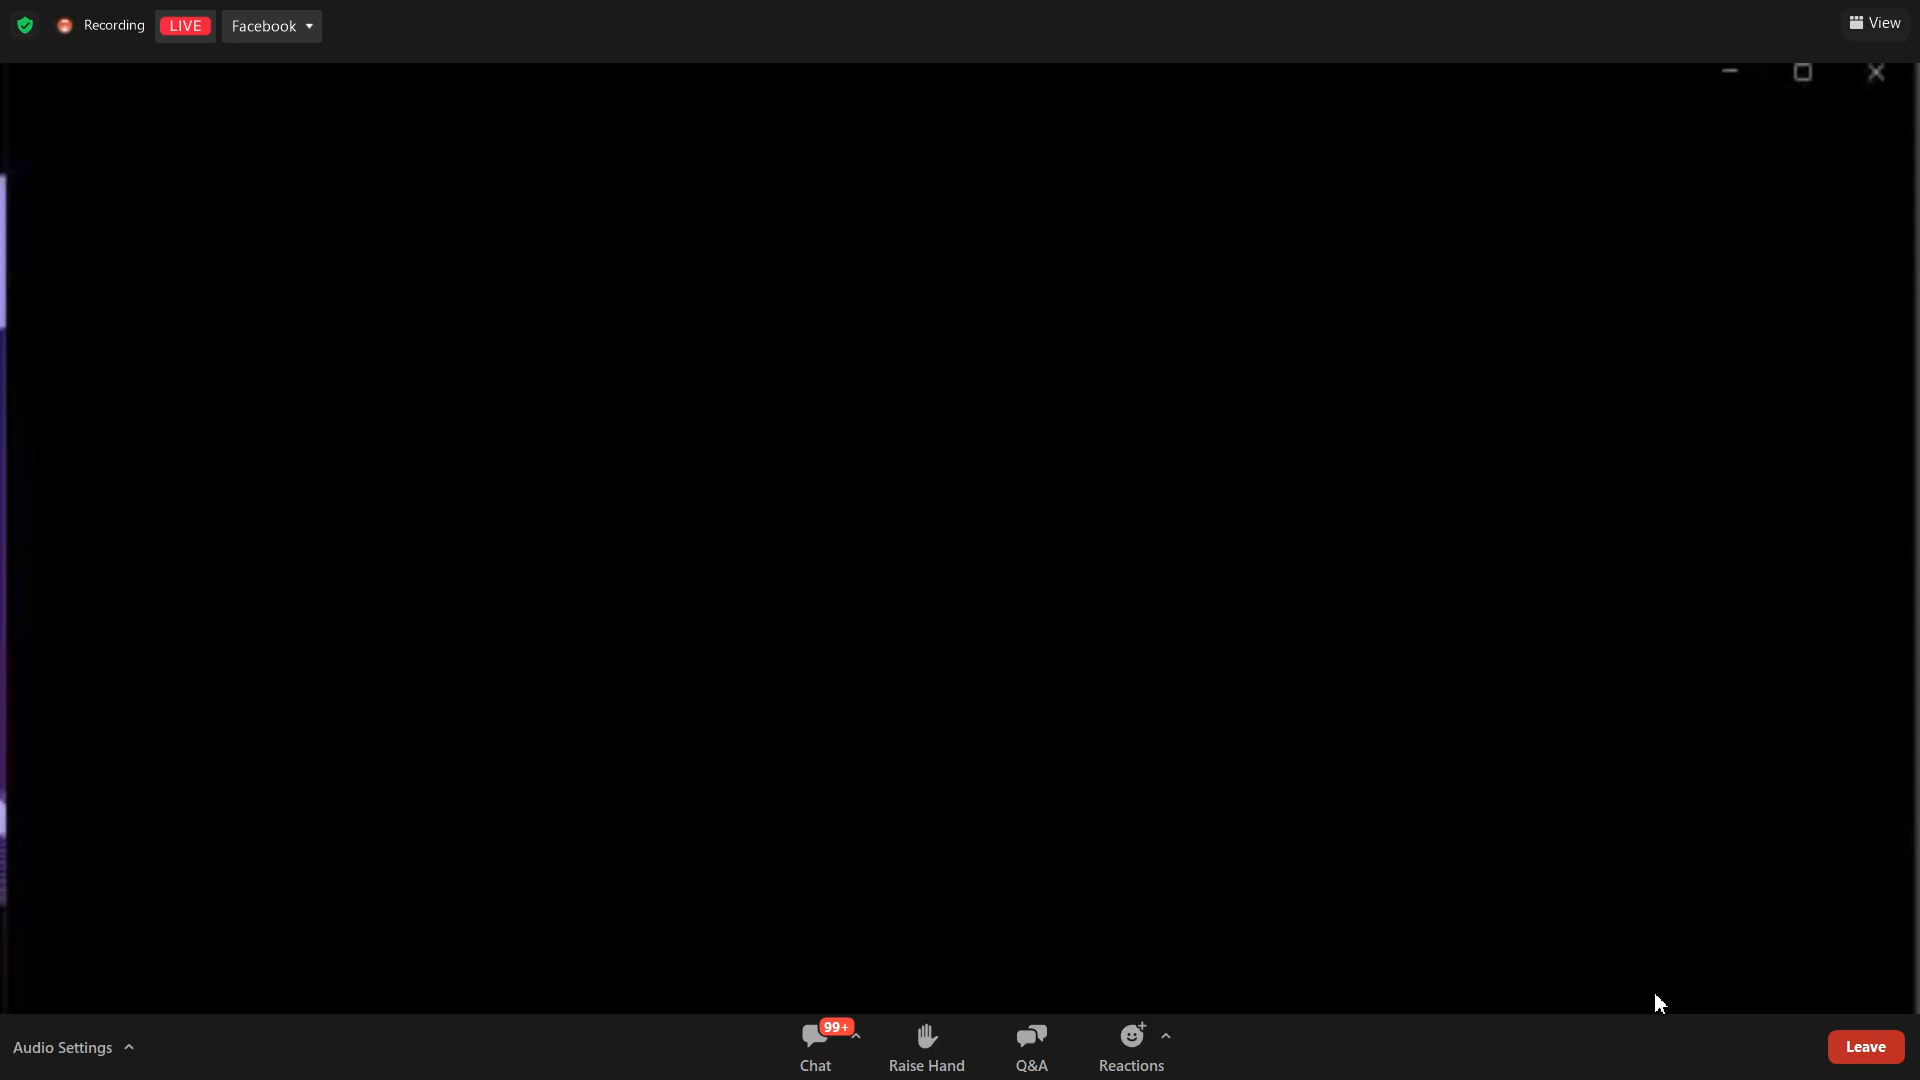 Recording
LIVE
Facebook
View
Audio Settings
99+
Chat
Raise Hand
Q&A
Reactions
Leave